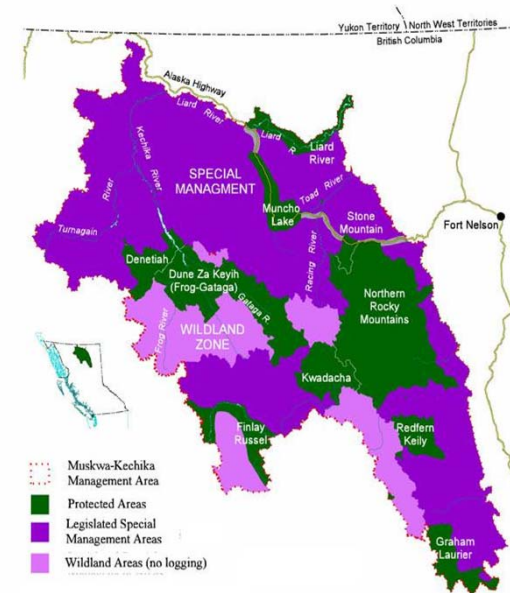 Yukon Territory
North West Territories
British Columbia
Alaska Highway
Liard River
Liard R.
Liard
River
Kechika River
SPECIAL
MANAGMENT
Toad River
Muncho
Lake
Stone
Mountain
Fort Nelson
Turnagain River
Racing River
Denetiah
Dune Za Keyih
(Frog-Gataga)
Gataga R.
Northern
Rocky
Mountains
Frog River
WILDLAND
ZONE
Kwadacha
Finlay
Russel
Redfern
Keily
Graham
Laurier
Muskwa-Kechika
Management Area
Protected Areas
Legislated Special
Management Areas
Wildland Areas (no logging)